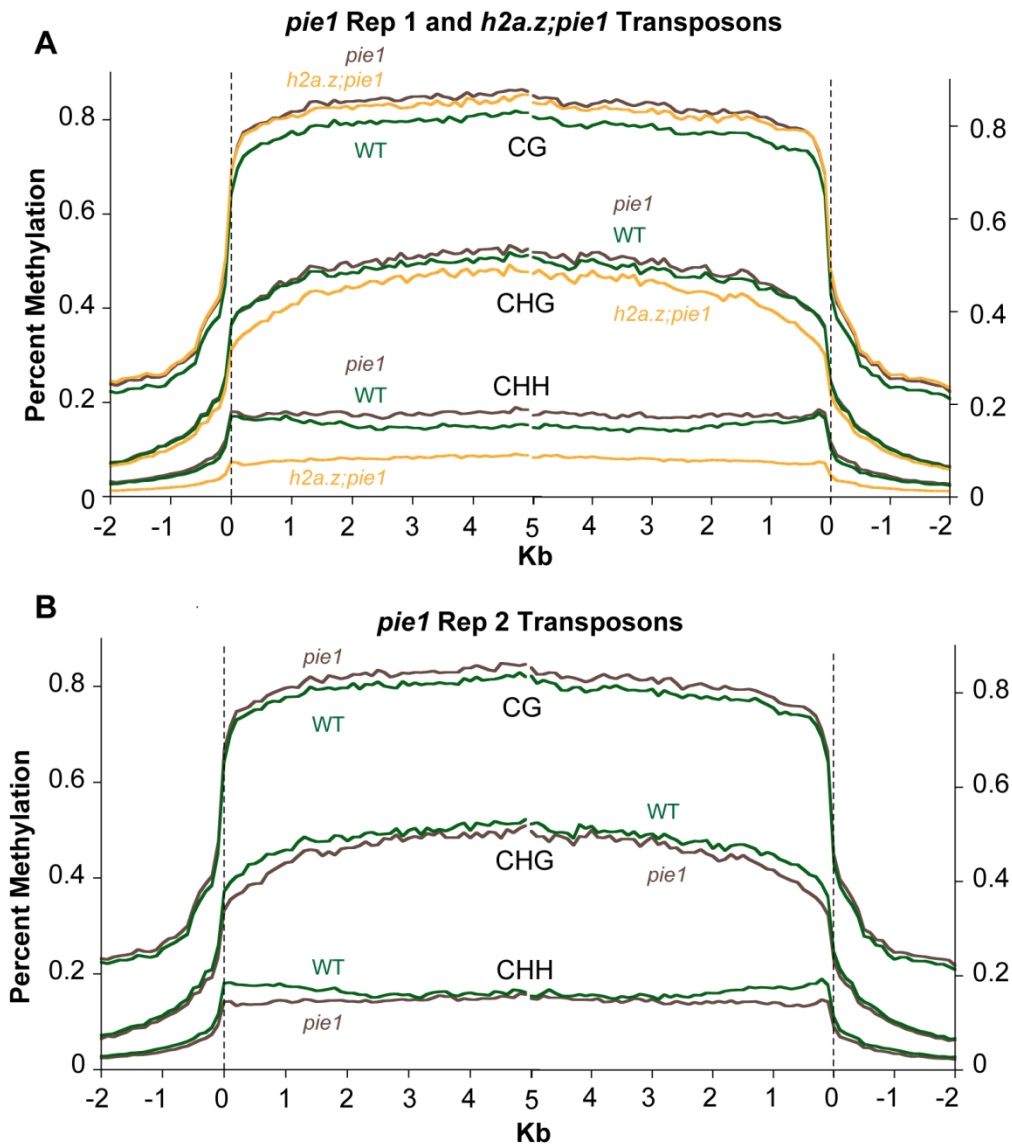 pie1 Rep 1 and h2a.z;pie1 Transposons
A
pie1
h2a.z;pie1
WT
CG
pie1
WT
CHG
h2a.z;pie1
pie1
WT
CHH
h2a.z;pie1
Percent Methylation
0.8
0.6
0.4
0.2
0
0.8
0.6
0.4
0.2
0
-2 -1 0 1 2 3 4 5 4 3 2 1 0 -1 -2
Kb
B
pie1 Rep 2 Transposons
pie1
WT
CG
WT
CHG
pie1
WT
CHH
pie1
Percent Methylation
0.8
0.6
0.4
0.2
0
0.8
0.6
0.4
0.2
0
-2 -1 0 1 2 3 4 5 4 3 2 1 0 -1 -2
Kb